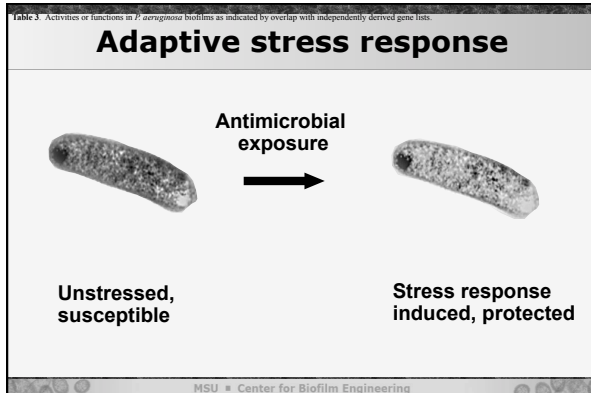 Table 3. Activities or functions in P. aeruginosa biofilms as indicated by overlap with independently derived gene lists.
Adaptive stress response
Antimicrobial
exposure
Unstressed,
susceptible
Stress response
induced, protected
MSU ▪ Center for Biofilm Engineering